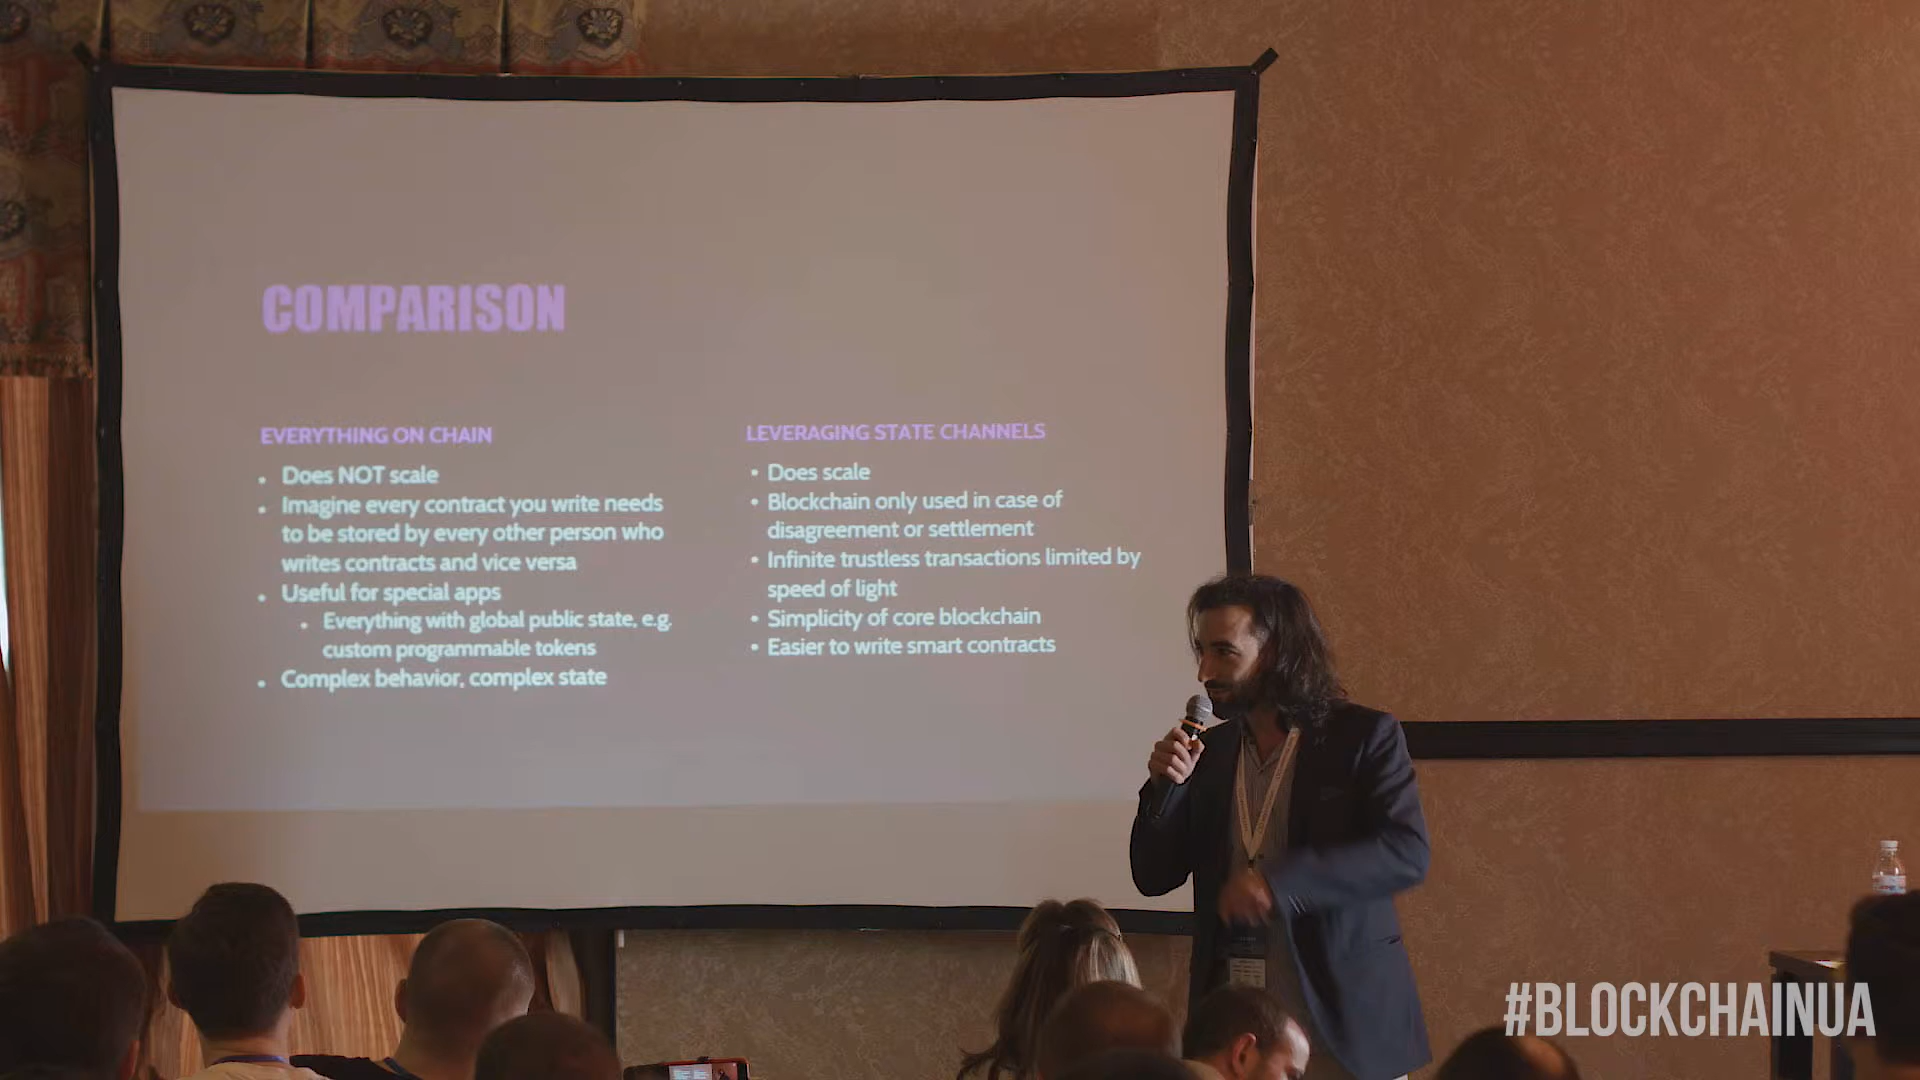 COMPARISON
EVERYTHING ON CHAIN
• Does NOT scale
• Imagine every contract you write needs
to be stored by every other person who
writes contracts and vice versa
• Useful for special apps
• Everything with global public state, e.g.
custom programmable tokens
• Complex behavior, complex state
LEVERAGING STATE CHANNELS
• Does scale
• Blockchain only used in case of
disagreement or settlement
• Infinite trustless transactions limited by
speed of light
• Simplicity of core blockchain
• Easier to write smart contracts
#BLOCKCHAINUA